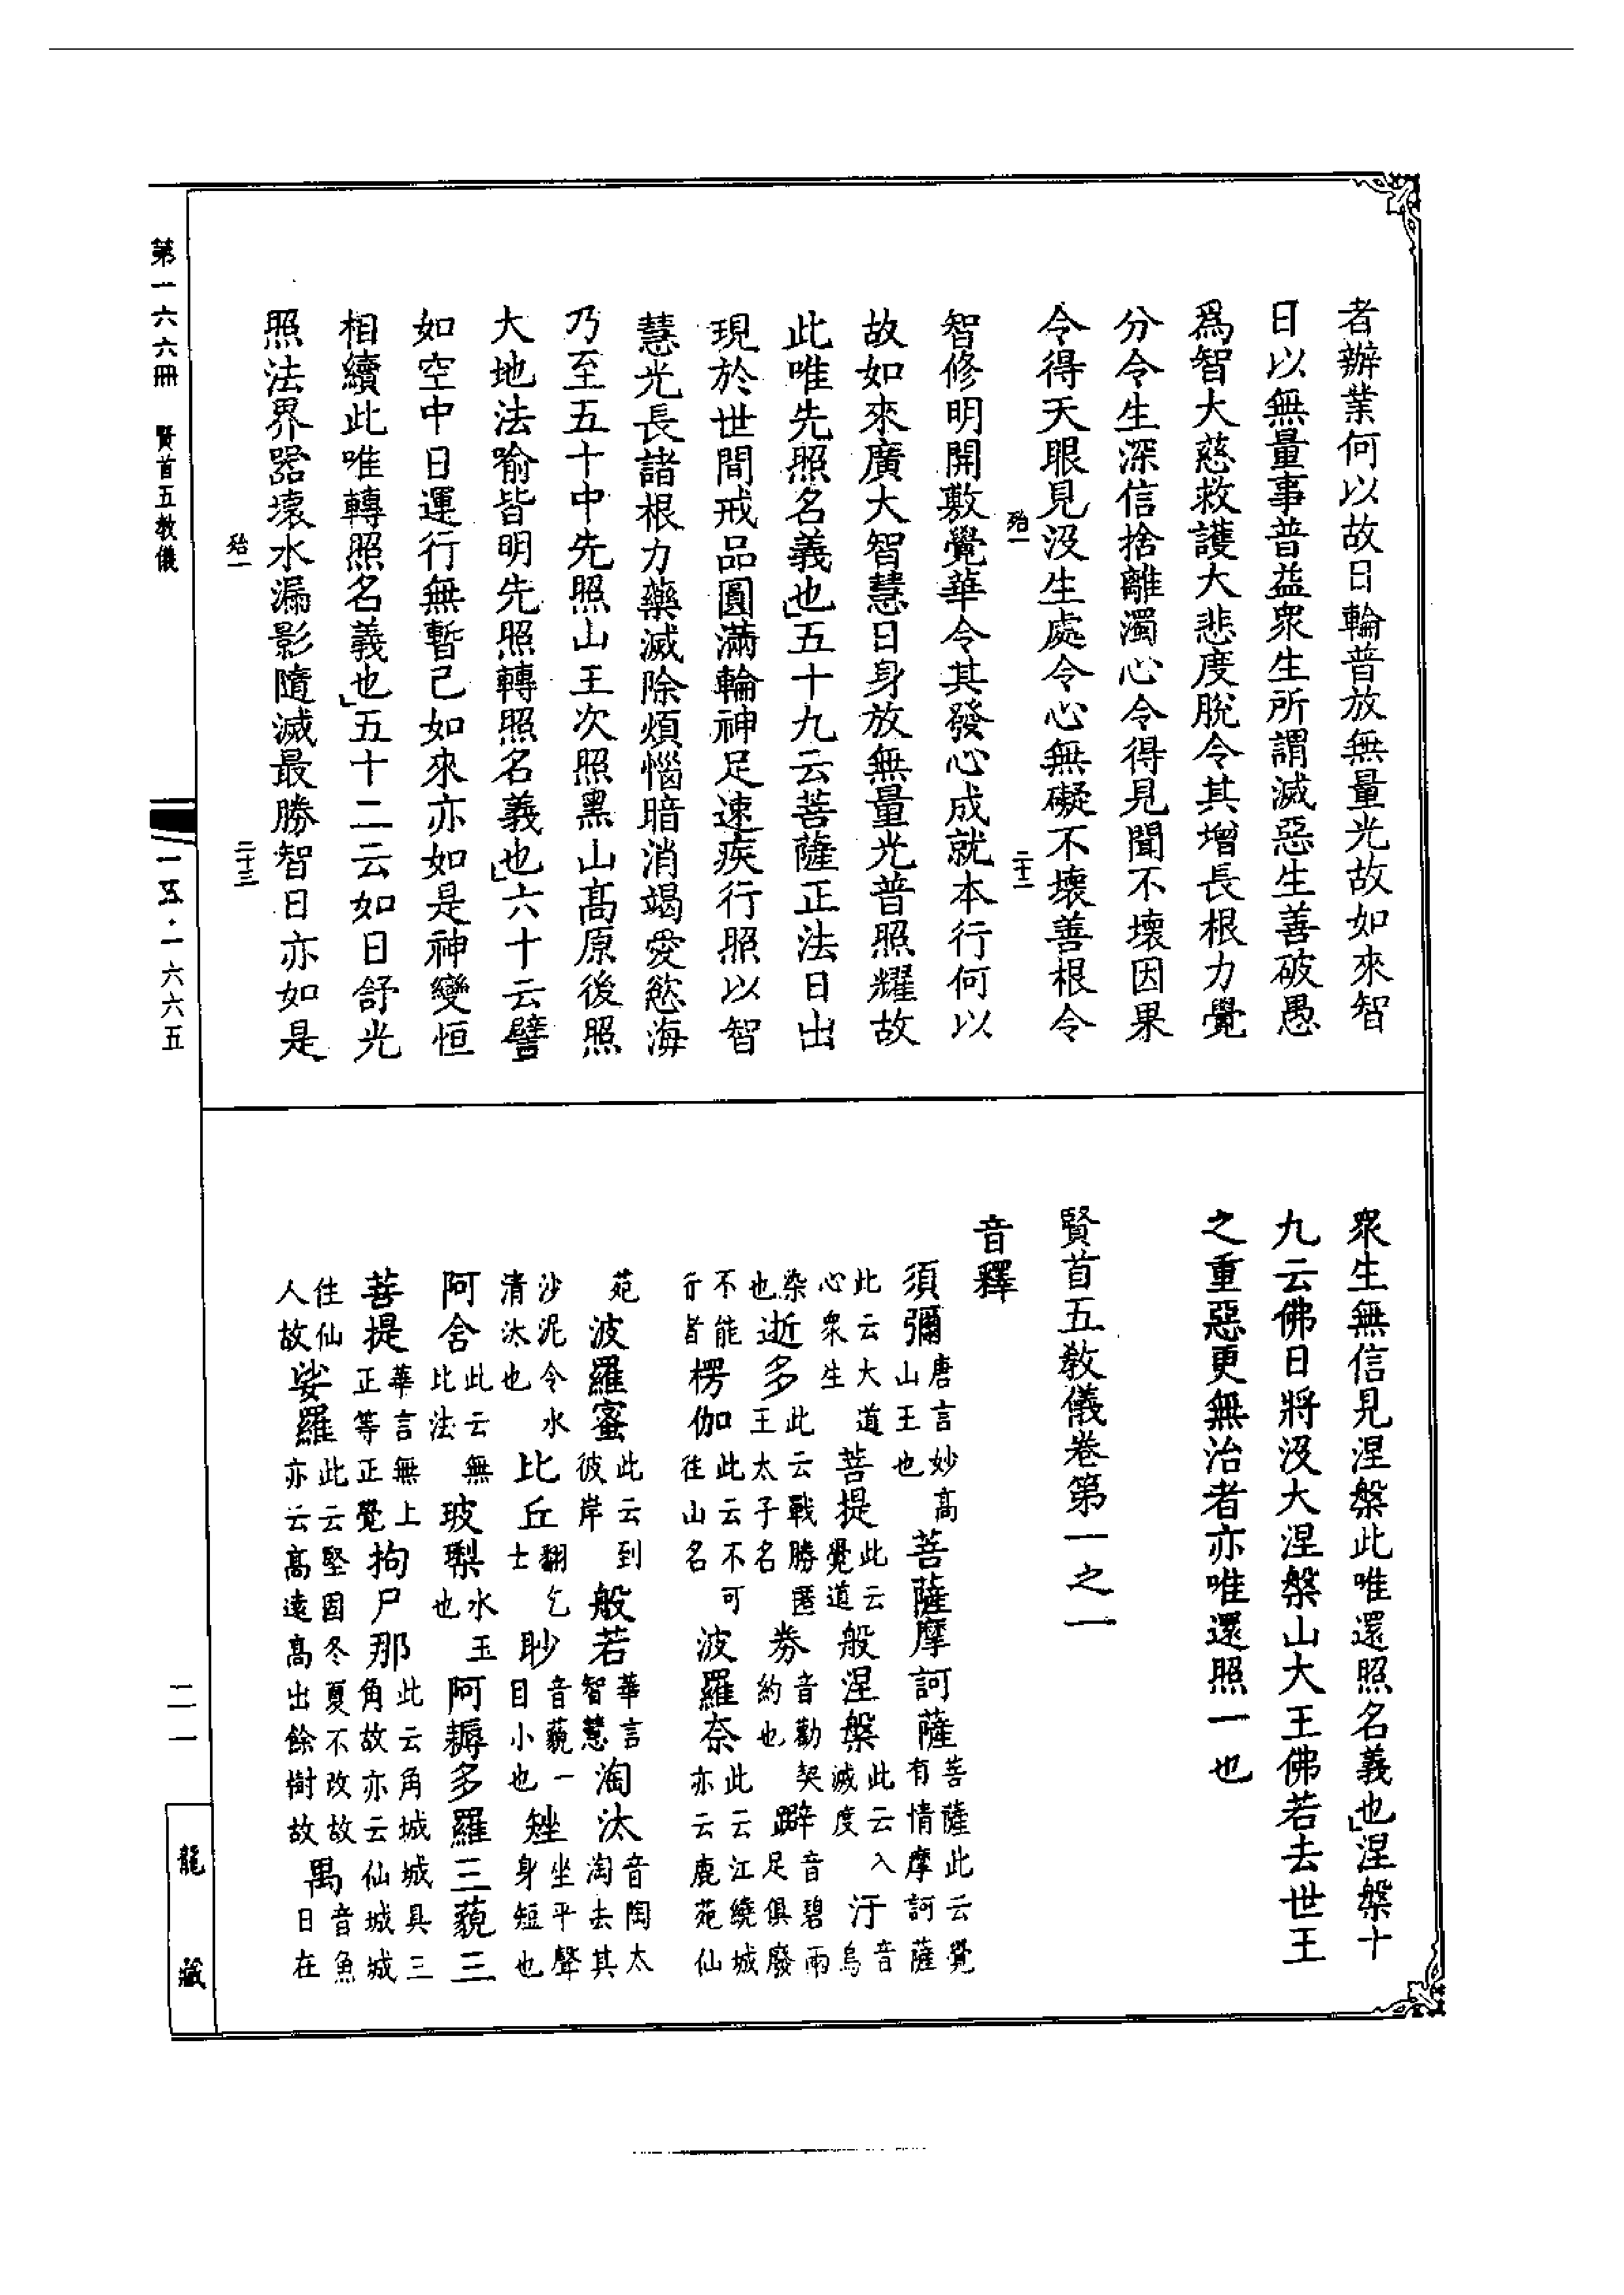 者辦業何以故日輪普放無量光故如來智
日以無量事普益眾生所謂滅惡生善破愚
爲智大慈救護大悲度脫令其增長根力覺
分令生深信捨離濁心令得見聞不壞因果
令得天眼見沒生處令心無礙不壞善根令
殆一
二十二
智修明開敷覺華令其發心成就本行何以
故如來廣大智慧日身放無量光普照耀故
此唯先照名義也」五十九云菩薩正法日出
現於世間戒品圓滿輪神足速疾行照以智
慧光長諸根力藥滅除煩惱暗消竭愛慾海
乃至五十中先照山王次照黑山高原後照
大地法喻皆明先照轉照名義也」六十云譬
如空中日運行無暫已如來亦如是神變恒
相續此唯轉照名義也」五十二云如日舒光
照法界器壞水漏影隨滅最勝智日亦如是
殆一
二十三
眾生無信見涅槃此唯還照名義也」涅槃十
九云佛日將沒大涅槃山大王佛若去世王
之重惡更無治者亦唯還照一也
賢首五教儀卷第一之一
音釋
須彌唐言妙高山王也菩薩摩訶薩菩薩此云覺有情摩訶薩
此云大道心眾生菩提此云覺道般涅槃此云入滅度汙音烏
染也逝多此云戰勝匿王太子名券音勸契約也躃音碧兩足俱廢
不能行者楞伽此云不可往山名波羅奈此云江繞城亦云鹿苑仙
苑波羅蜜此云到彼岸般若華言智慧淘汰音陶太淘去其
沙泥令水清汰也比丘翻乞士眇音藐一目小也矬坐平聲身短也
阿含此云無比法玻瓈水玉也阿耨多羅三藐三
菩提華言無上正等正覺拘尸那此云角城城具三角故亦云仙城城
住仙人故娑羅此云堅固冬夏不改故亦云高遠高出餘樹故禺音魚日在
第一六六冊　賢首五教儀
一五・一六六五
二一
龍藏